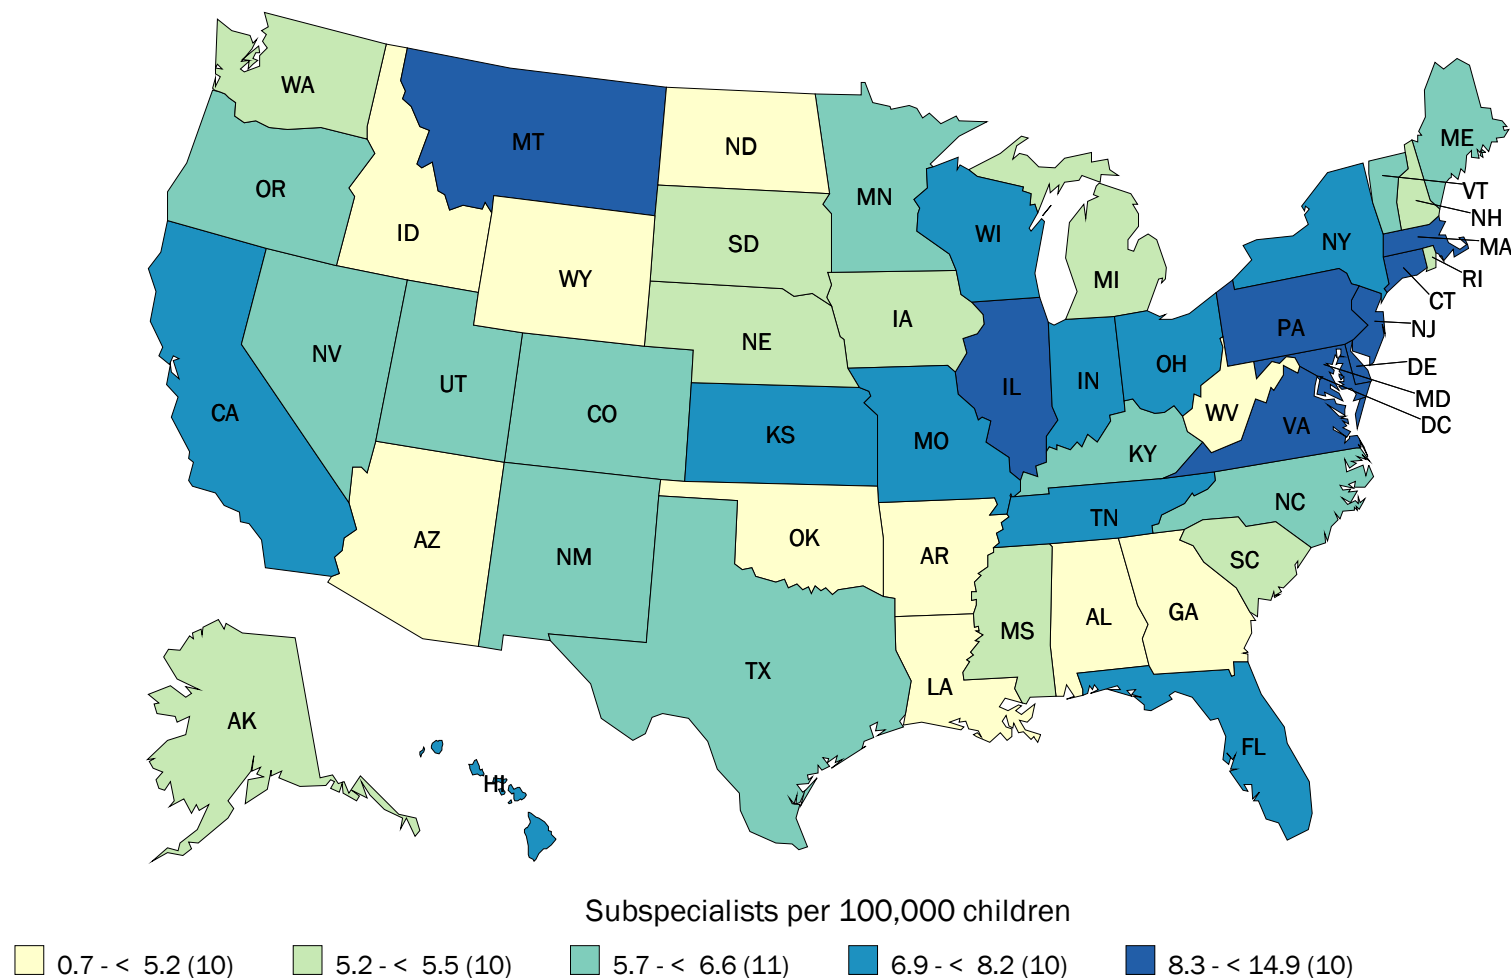 WA
ME
MT
ND
VT
OR
MN
NH
ID
SD
WI
NY
MA
WY
MI
RI
CT
IA
PA
NJ
NV
NE
UT
IL
IN
OH
DE
CO
MD
CA
WV
DC
KS
MO
VA
KY
NC
AZ
TN
OK
NM
AR
SC
GA
AL
MS
TX
LA
AK
FL
HI
Subspecialists per 100,000 children
0.7 - < 5.2 (10)
5.2 - < 5.5 (10)
5.7 - < 6.6 (11)
6.9 - < 8.2 (10)
8.3 - < 14.9 (10)